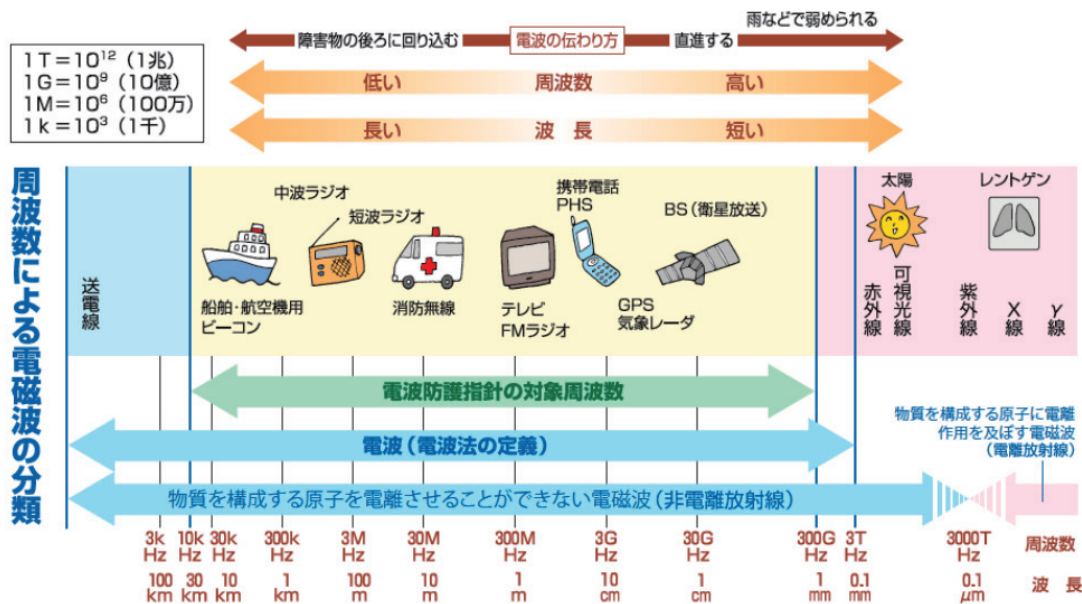 雨などで弱められる
障害物の後ろに回り込む 電波の伝わり方 直進する
1T=10¹²(1兆)
1G=10⁹(10億)
1M=10⁶(100万)
1k=10³(1千)
低い 周波数 高い
長い 波長 短い
周波数による電磁波の分類
送電線
中波ラジオ
短波ラジオ
船舶・航空機用
ビーコン
消防無線
テレビ
FMラジオ
携帯電話
PHS
GPS
気象レーダ
BS(衛星放送)
太陽
赤外線
可視光線
レントゲン
紫外線
X線
γ線
電波防護指針の対象周波数
電波(電波法の定義)
物質を構成する原子を電離させることができない電磁波(非電離放射線)
物質を構成する原子に電離
作用を及ぼす電磁波
(電離放射線)
3k 10k 30k 300k 3M 30M 300M 3G 30G 300G 3T 3000T 周波数
Hz Hz Hz Hz Hz Hz Hz Hz Hz Hz Hz Hz
100 30 10 1 100 10 1 10 1 1 0.1 0.1 波長
km km km km m m m cm cm mm mm μm